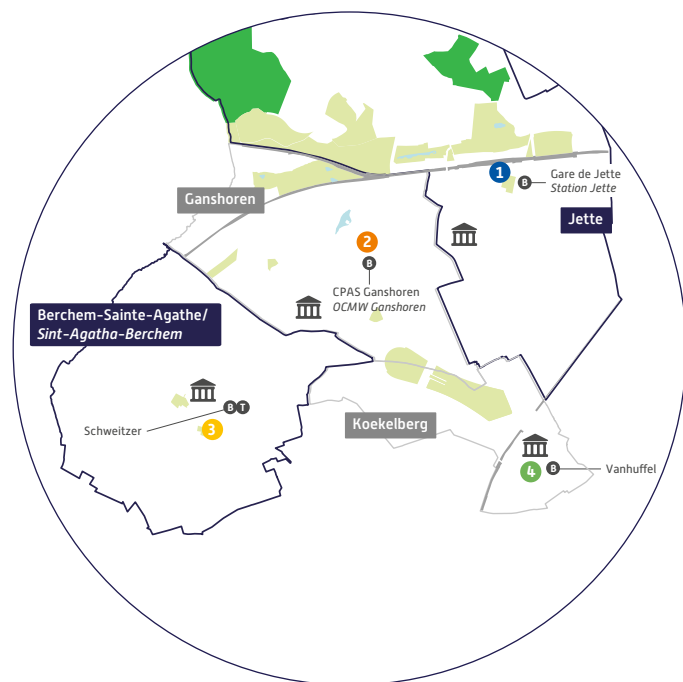 1
Gare de Jette
B
Station Jette
Ganshoren
Jette
2
B
CPAS Ganshoren
OCMW Ganshoren
Berchem-Sainte-Agathe/
Sint-Agatha-Berchem
B T
Schweitzer
3
Koekelberg
4
B
Vanhuffel